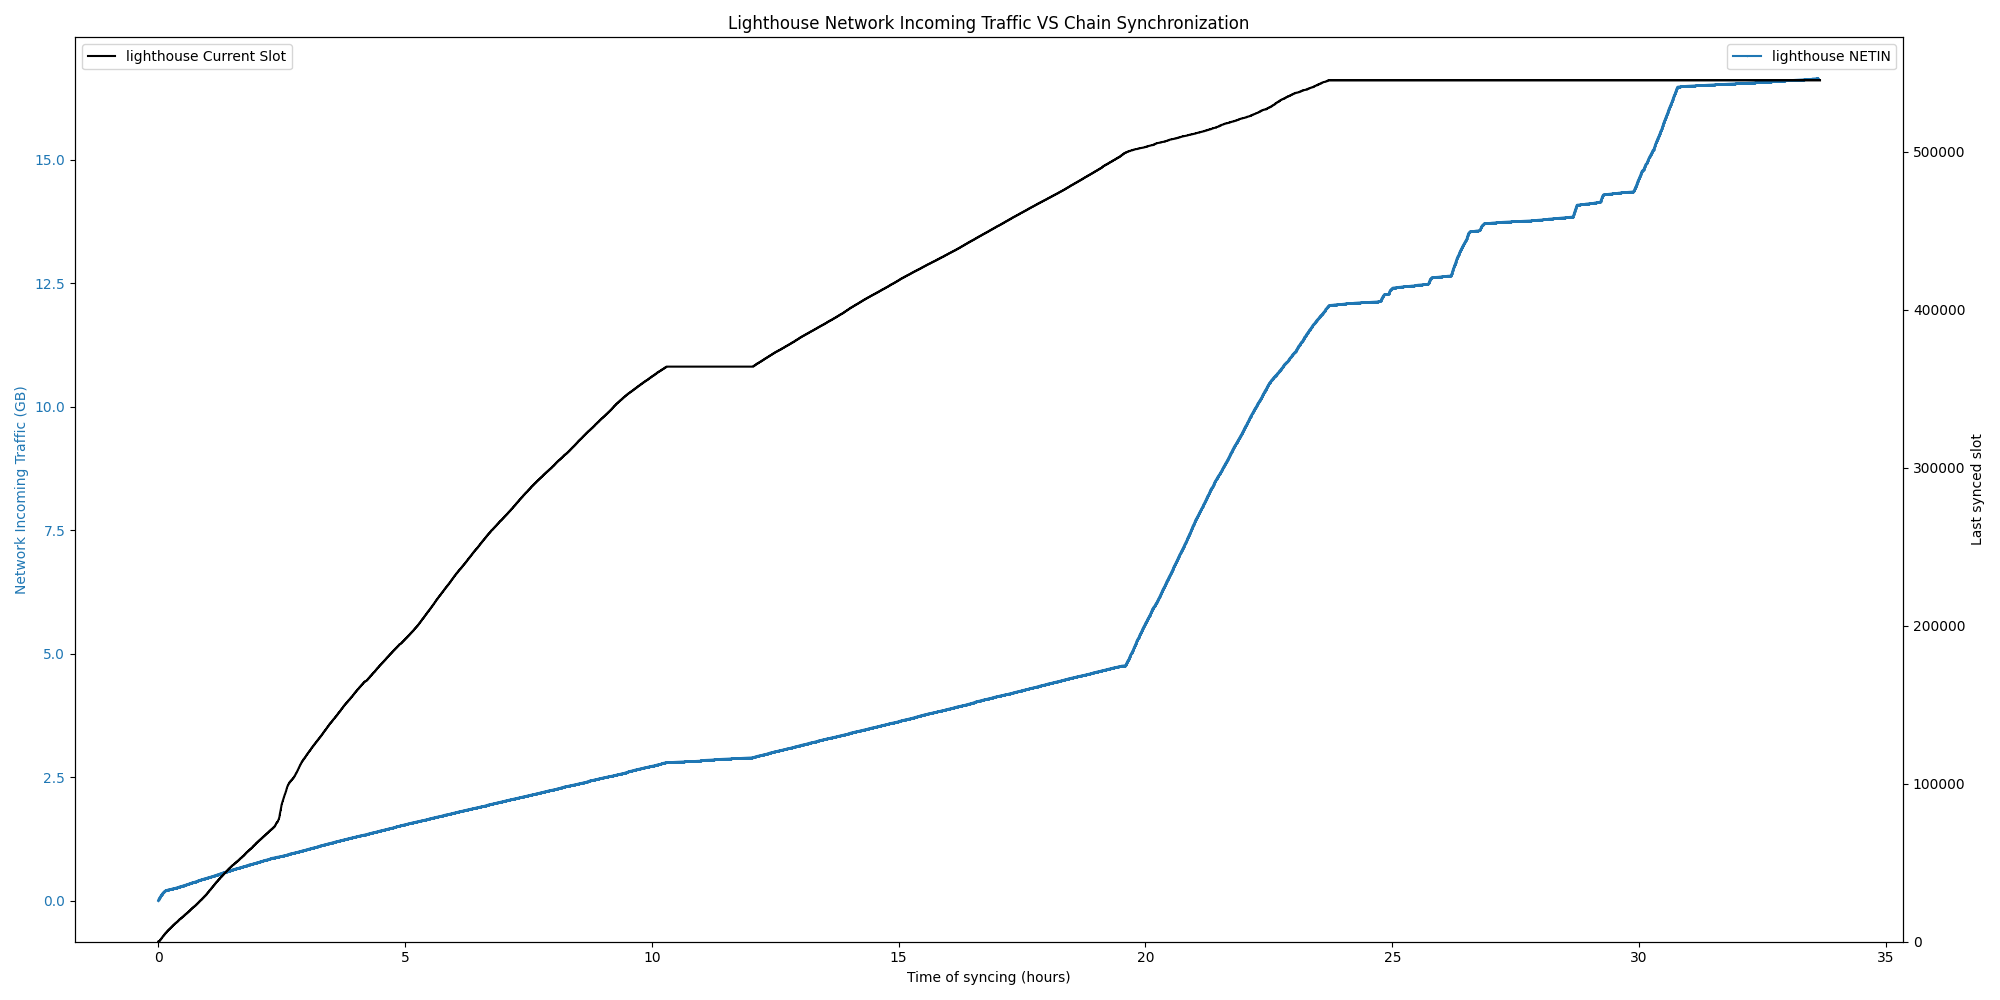 Lighthouse Network Incoming Traffic VS Chain Synchronization
lighthouse Current Slot
lighthouse NETIN
Network Incoming Traffic (GB)
15.0
12.5
10.0
7.5
5.0
2.5
0.0
500000
400000
300000
200000
100000
0
Last synced slot
0 5 10 15 20 25 30 35
Time of syncing (hours)